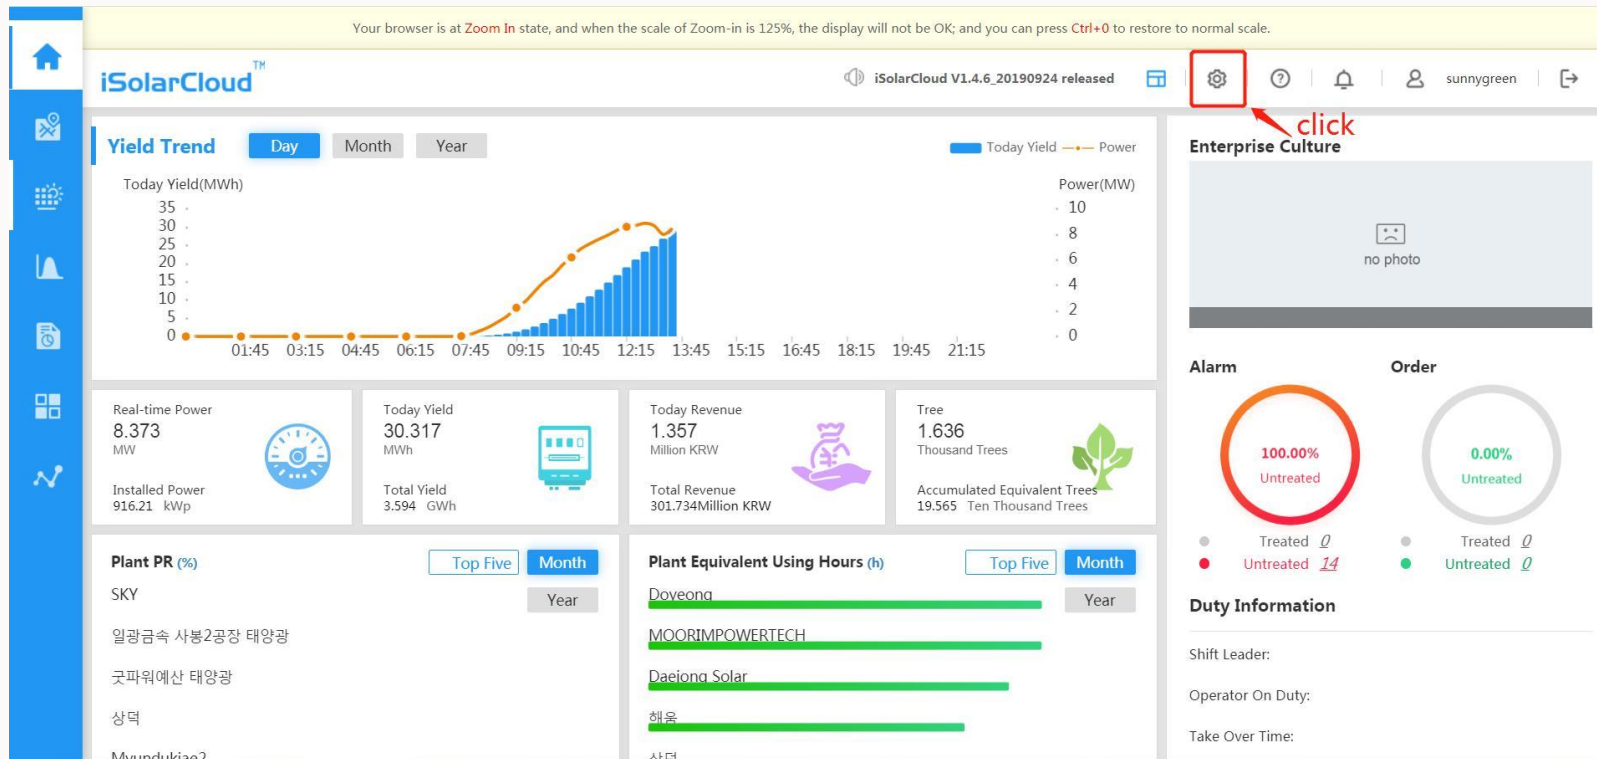 Your browser is at Zoom In state, and when the scale of Zoom-in is 125%, the display will not be OK; and you can press Ctrl+0 to restore to normal scale.
iSolarCloud™
iSolarCloud V1.4.6_20190924 released
sunnygreen
click
Yield Trend
Day
Month
Year
Today Yield
Power
Today Yield(MWh)
Power(MW)
35
30
25
20
15
10
5
0
10
8
6
4
2
0
01:45 03:15 04:45 06:15 07:45 09:15 10:45 12:15 13:45 15:15 16:45 18:15 19:45 21:15
Enterprise Culture
no photo
Real-time Power
8.373
MW
Installed Power
916.21 kWp
Today Yield
30.317
MWh
Total Yield
3.594 GWh
Today Revenue
1.357
Million KRW
Total Revenue
301.734Million KRW
Tree
1.636
Thousand Trees
Accumulated Equivalent Trees
19.565 Ten Thousand Trees
Alarm
100.00%
Untreated
Treated 0
Untreated 14
Order
0.00%
Untreated
Treated 0
Untreated 0
Plant PR (%)
Top Five
Month
Year
SKY
일광금속 사봉2공장 태양광
굿파워예산 태양광
상덕
Myundukjae2
Plant Equivalent Using Hours (h)
Top Five
Month
Year
Doyeong
MOORIMPOWERTECH
Daejong Solar
해움
상덕
Duty Information
Shift Leader:
Operator On Duty:
Take Over Time: